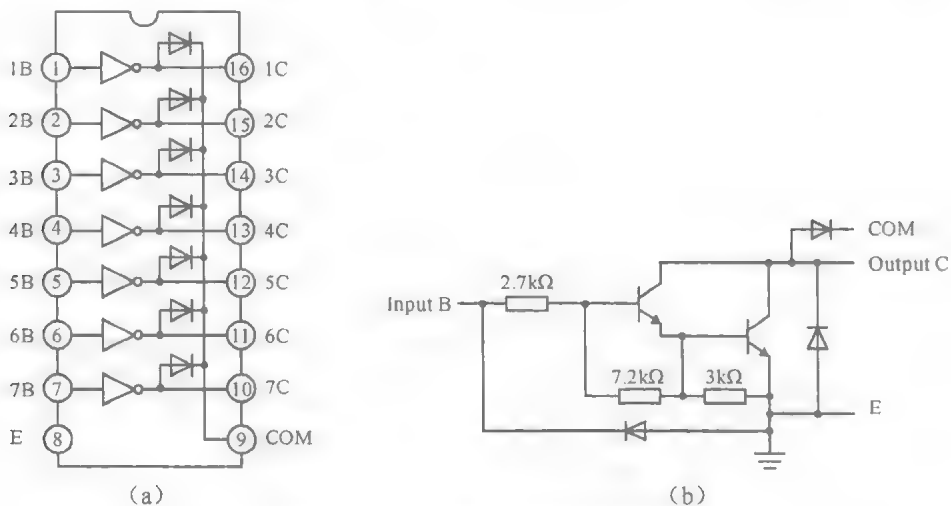 1B 1 16 1C
2B 2 15 2C
3B 3 14 3C
4B 4 13 4C
5B 5 12 5C
6B 6 11 6C
7B 7 10 7C
E 8 9 COM
(a)
COM
Output C
2.7kΩ
Input B
7.2kΩ 3kΩ
E
(b)